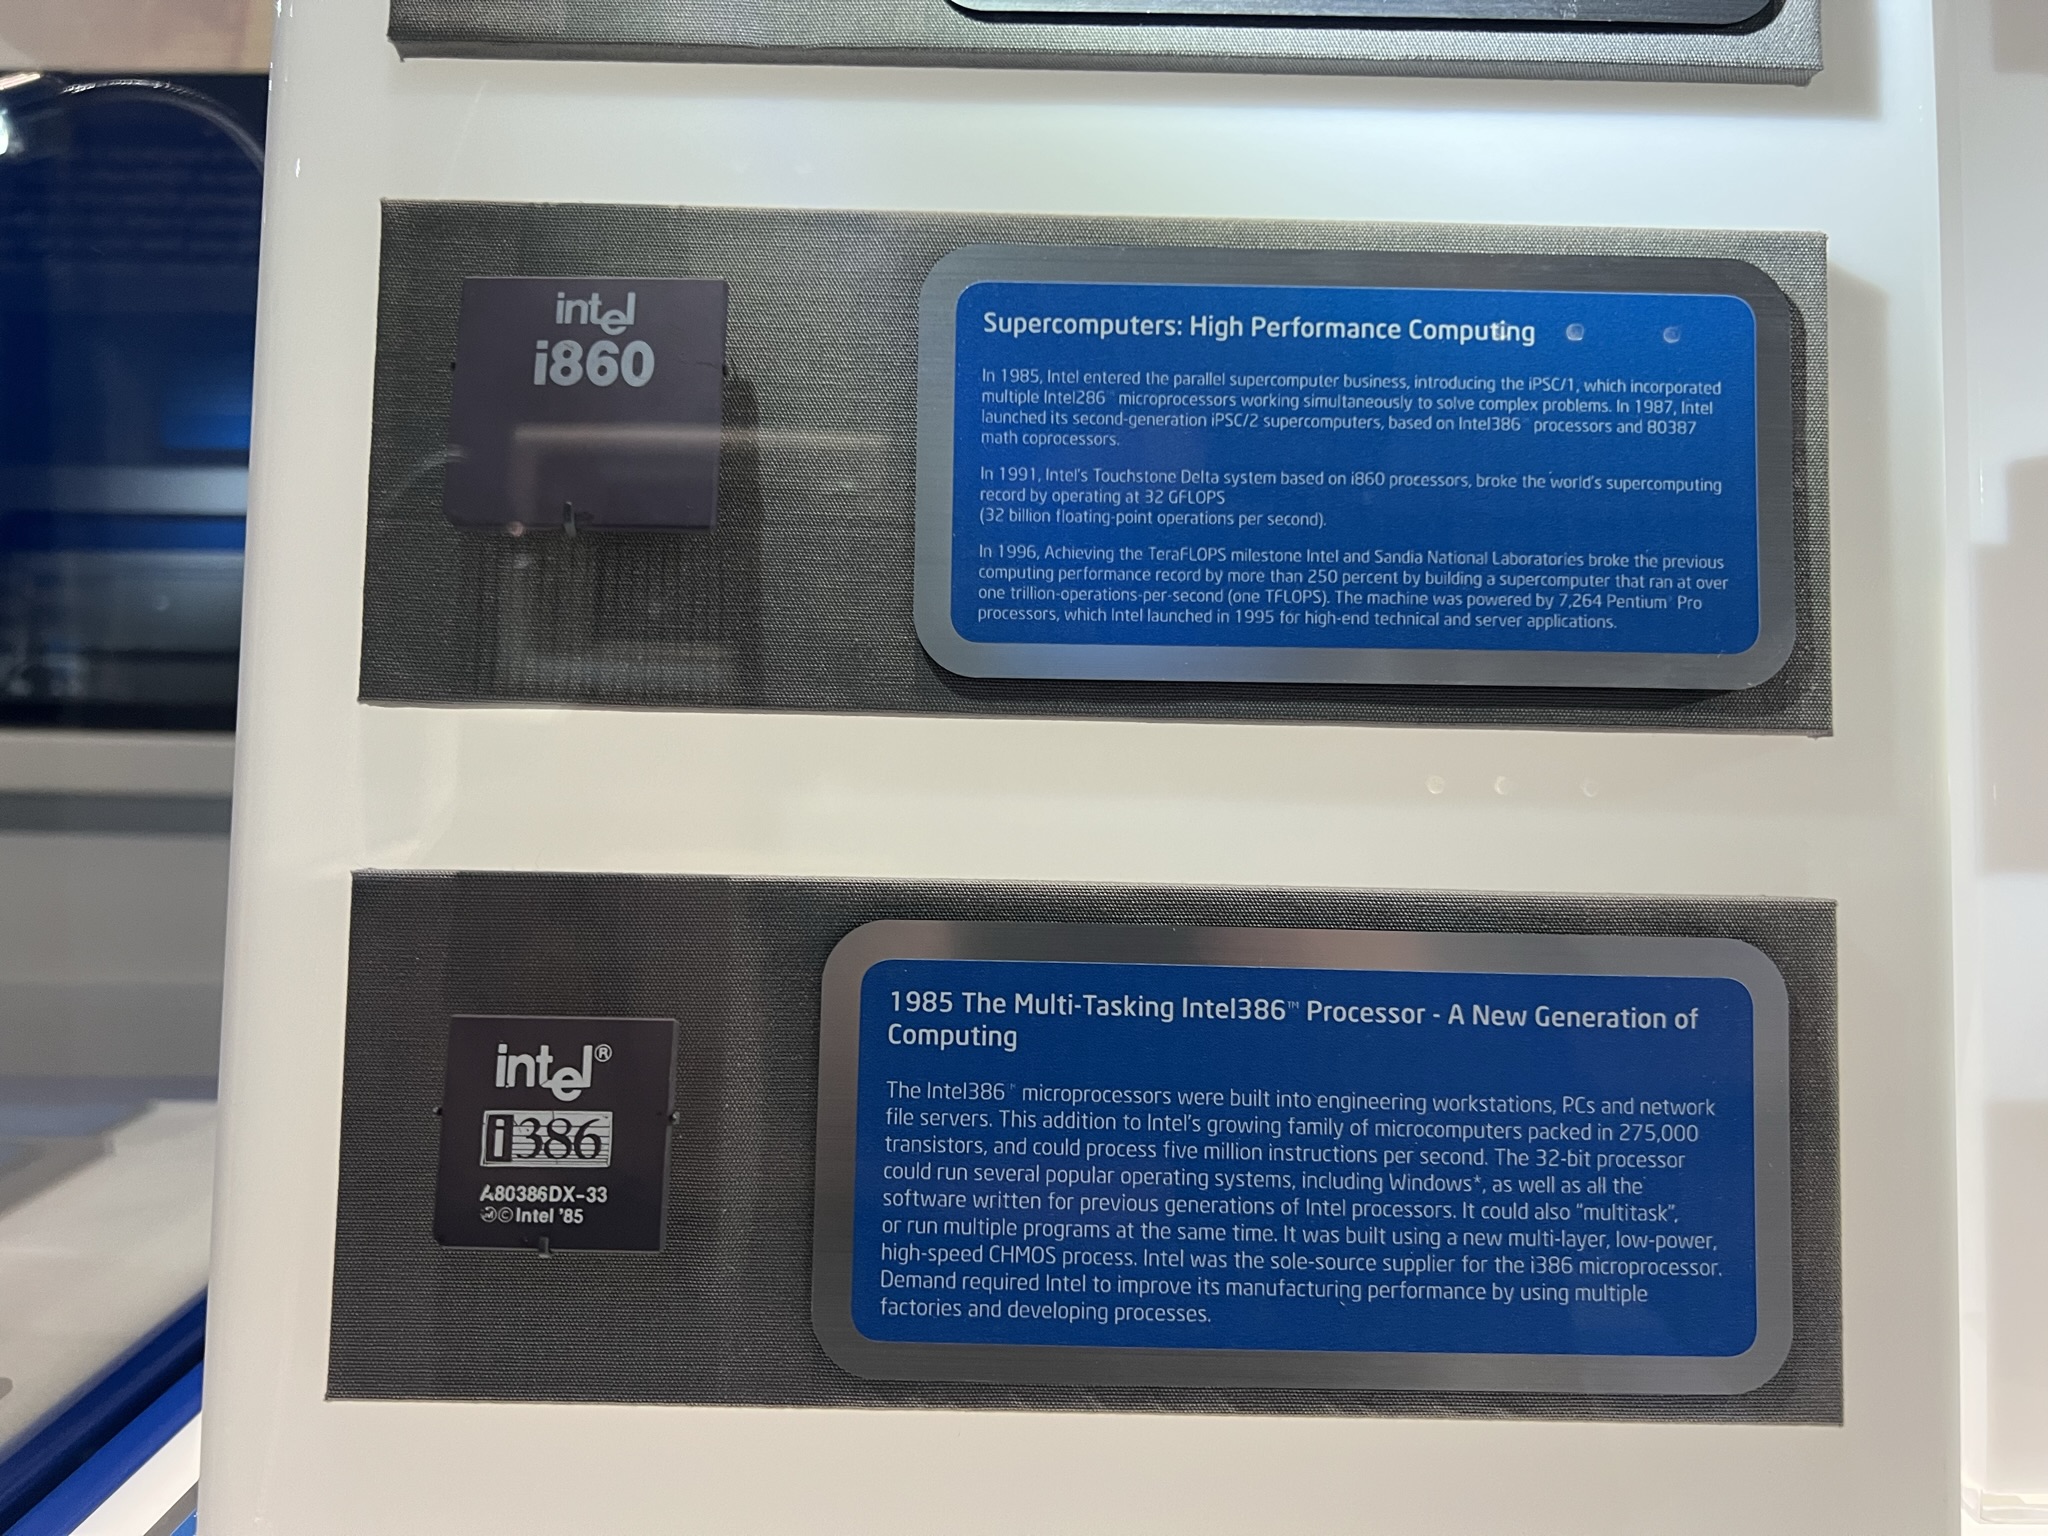 intel
i860
Supercomputers: High Performance Computing
In 1985, Intel entered the parallel supercomputer business, introducing the iPSC/1, which incorporated
multiple Intel286™ microprocessors working simultaneously to solve complex problems. In 1987, Intel
launched its second-generation iPSC/2 supercomputers, based on Intel386™ processors and 80387
math coprocessors.
In 1991, Intel's Touchstone Delta system based on i860 processors, broke the world's supercomputing
record by operating at 32 GFLOPS
(32 billion floating-point operations per second).
In 1996, Achieving the TeraFLOPS milestone Intel and Sandia National Laboratories broke the previous
computing performance record by more than 250 percent by building a supercomputer that ran at over
one trillion-operations-per-second (one TFLOPS). The machine was powered by 7,264 Pentium® Pro
processors, which Intel launched in 1995 for high-end technical and server applications.
intel®
i386
A80386DX-33
Ⓜ©Intel '85
1985 The Multi-Tasking Intel386™ Processor - A New Generation of
Computing
The Intel386™ microprocessors were built into engineering workstations, PCs and network
file servers. This addition to Intel's growing family of microcomputers packed in 275,000
transistors, and could process five million instructions per second. The 32-bit processor
could run several popular operating systems, including Windows*, as well as all the
software written for previous generations of Intel processors. It could also "multitask",
or run multiple programs at the same time. It was built using a new multi-layer, low-power,
high-speed CHMOS process. Intel was the sole-source supplier for the i386 microprocessor.
Demand required Intel to improve its manufacturing performance by using multiple
factories and developing processes.